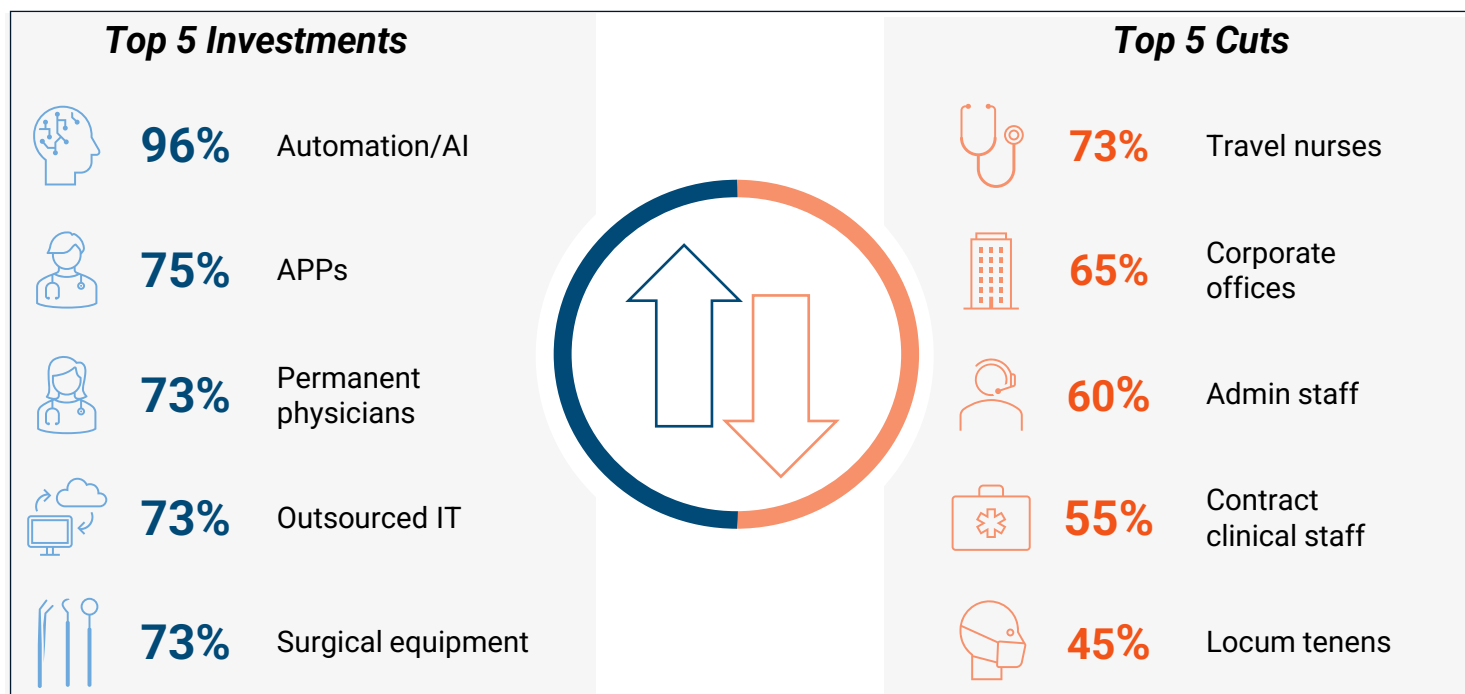 Top 5 Investments
96%
Automation/AI
75%
APPs
73%
Permanent
physicians
73%
Outsourced IT
73%
Surgical equipment
Top 5 Cuts
73%
Travel nurses
65%
Corporate
offices
60%
Admin staff
55%
Contract
clinical staff
45%
Locum tenens